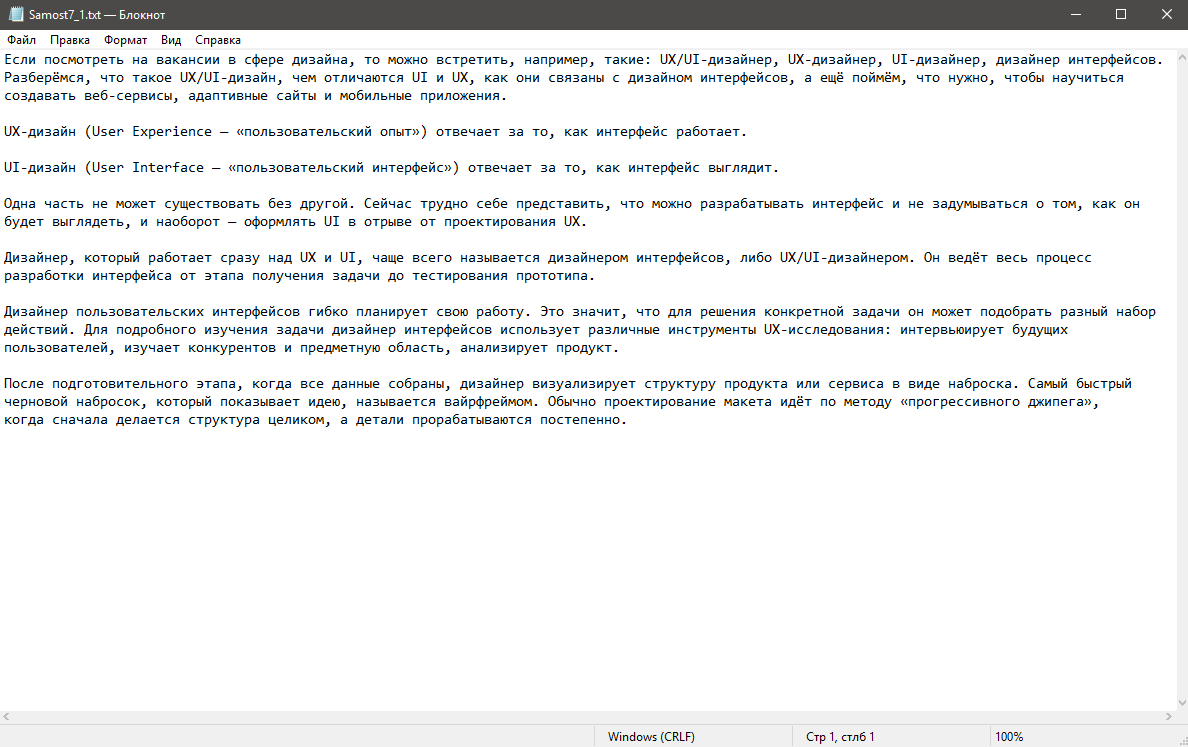 Samost7_1.txt — Блокнот
Файл Правка Формат Вид Справка
Если посмотреть на вакансии в сфере дизайна, то можно встретить, например, такие: UX/UI-дизайнер, UX-дизайнер, UI-дизайнер, дизайнер интерфейсов.
Разберёмся, что такое UX/UI-дизайн, чем отличаются UI и UX, как они связаны с дизайном интерфейсов, а ещё поймём, что нужно, чтобы научиться
создавать веб-сервисы, адаптивные сайты и мобильные приложения.
UX-дизайн (User Experience — «пользовательский опыт») отвечает за то, как интерфейс работает.
UI-дизайн (User Interface — «пользовательский интерфейс») отвечает за то, как интерфейс выглядит.
Одна часть не может существовать без другой. Сейчас трудно себе представить, что можно разрабатывать интерфейс и не задумываться о том, как он
будет выглядеть, и наоборот — оформлять UI в отрыве от проектирования UX.
Дизайнер, который работает сразу над UX и UI, чаще всего называется дизайнером интерфейсов, либо UX/UI-дизайнером. Он ведёт весь процесс
разработки интерфейса от этапа получения задачи до тестирования прототипа.
Дизайнер пользовательских интерфейсов гибко планирует свою работу. Это значит, что для решения конкретной задачи он может подобрать разный набор
действий. Для подробного изучения задачи дизайнер интерфейсов использует различные инструменты UX-исследования: интервьюирует будущих
пользователей, изучает конкурентов и предметную область, анализирует продукт.
После подготовительного этапа, когда все данные собраны, дизайнер визуализирует структуру продукта или сервиса в виде наброска. Самый быстрый
черновой набросок, который показывает идею, называется вайрфреймом. Обычно проектирование макета идёт по методу «прогрессивного джипега»,
когда сначала делается структура целиком, а детали прорабатываются постепенно.
Windows (CRLF) Стр 1, стлб 1 100%